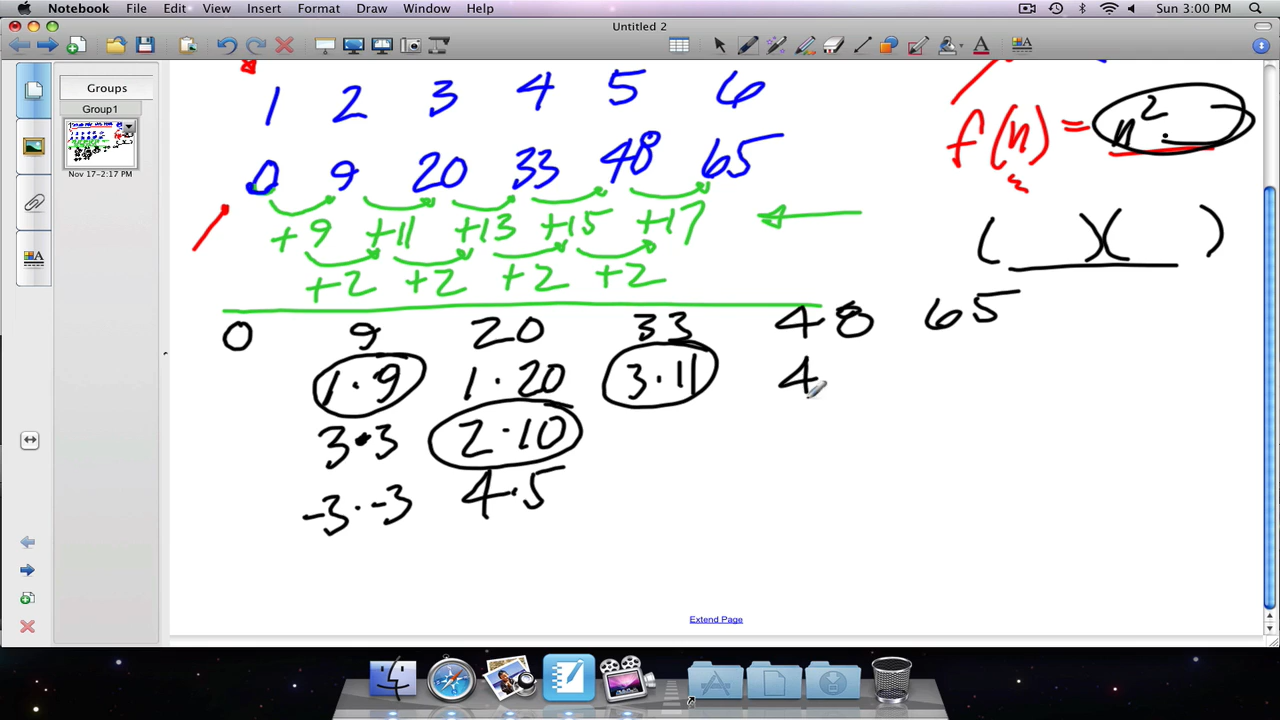 Notebook File Edit View Insert Format Draw Window Help Sun 3:00 PM
Untitled 2
Groups
Group1
Nov 17-2:17 PM
1 2 3 4 5 6
f(n) = n²
0 9 20 33 48 65
+9 +11 +13 +15 +17
( )( )
+2 +2 +2 +2
0 9 20 33 48 65
1·9 1·20 3·11 4
3·3 2·10
-3·-3 4·5
Extend Page